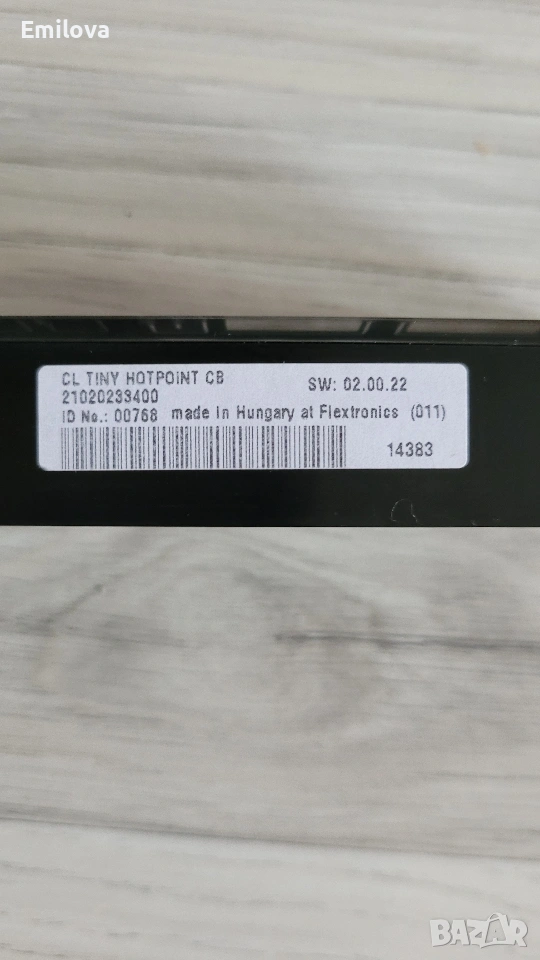 Emilova
CL TINY HOTPOINT CB
SW: 02.00.22
21020233400
ID No.: 00768 made in Hungary at Flextronics (011)
14383
BAZAR